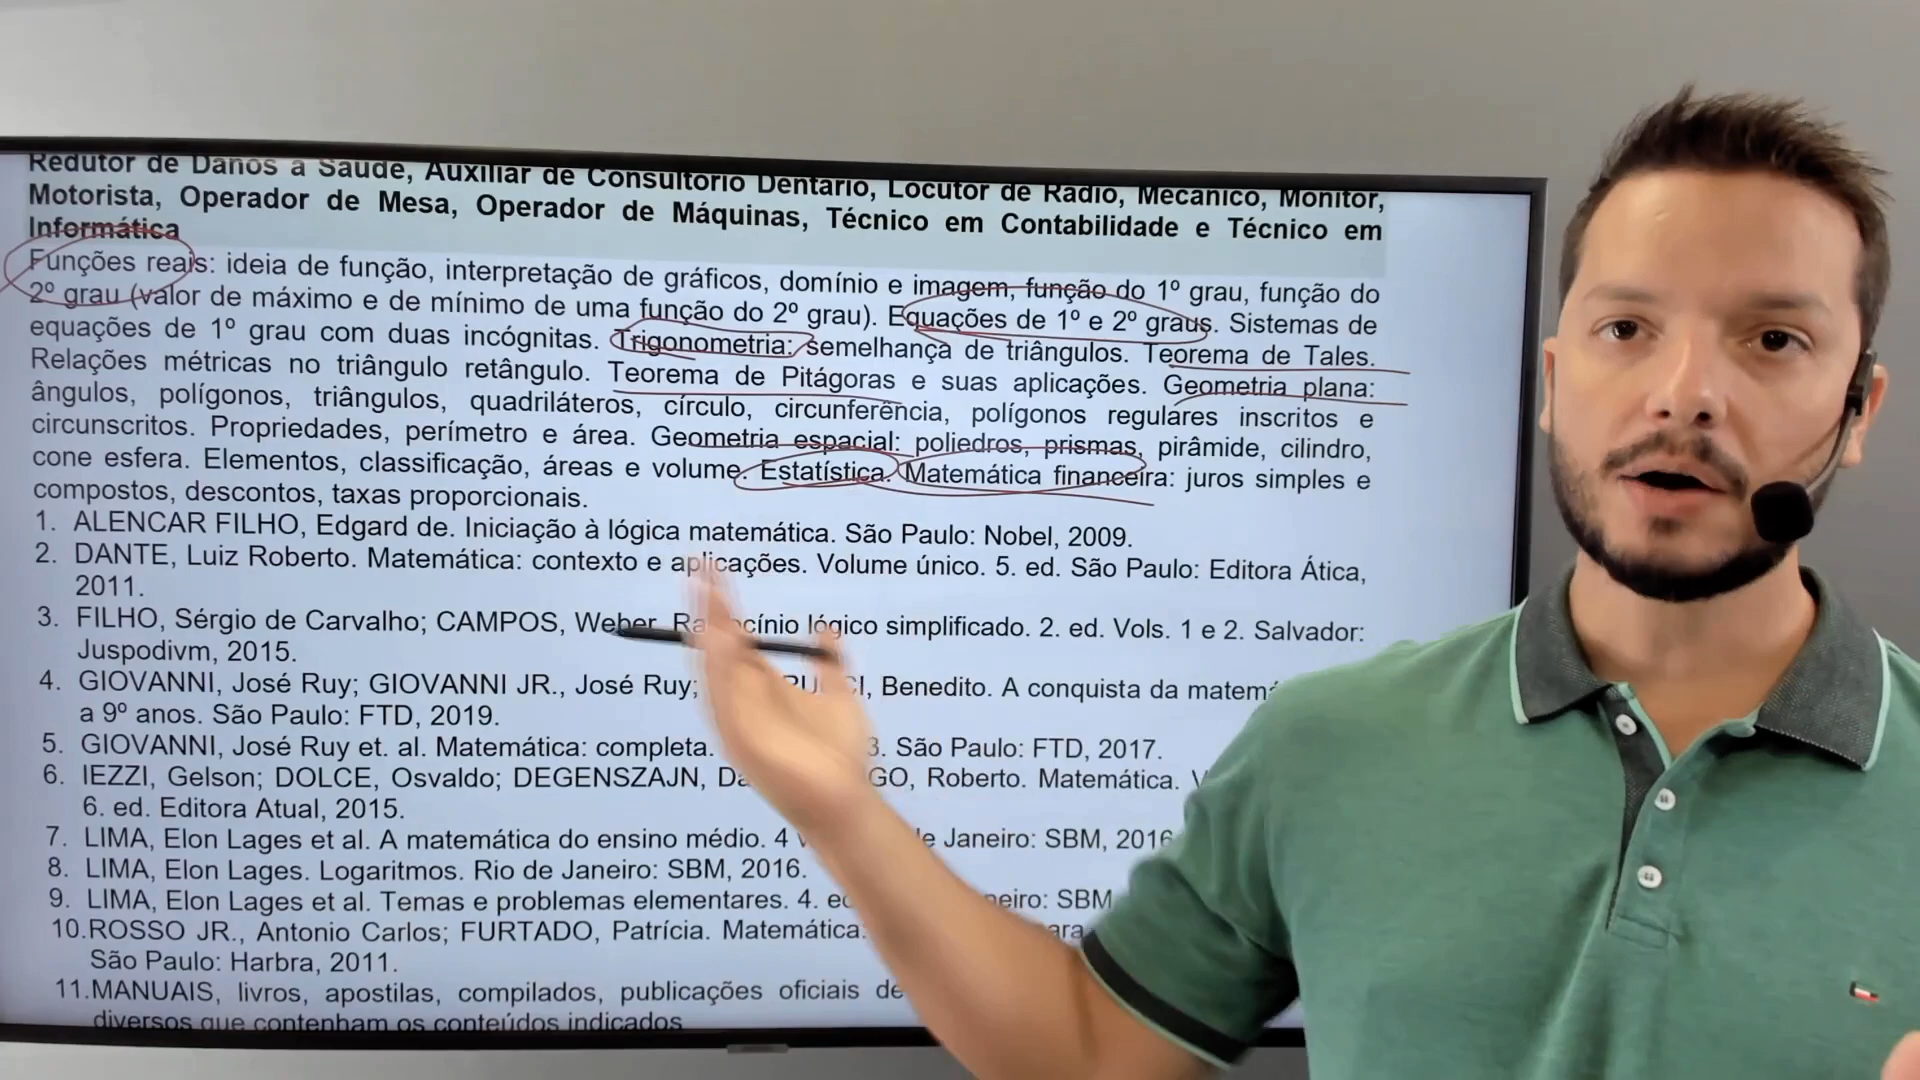 Redutor de Danos à Saúde, Auxiliar de Consultório Dentário, Locutor de Rádio, Mecânico, Monitor,
Motorista, Operador de Mesa, Operador de Máquinas, Técnico em Contabilidade e Técnico em
Informática
Funções reais: ideia de função, interpretação de gráficos, domínio e imagem, função do 1º grau, função do
2º grau (valor de máximo e de mínimo de uma função do 2º grau). Equações de 1º e 2º graus. Sistemas de
equações de 1º grau com duas incógnitas. Trigonometria: semelhança de triângulos. Teorema de Tales.
Relações métricas no triângulo retângulo. Teorema de Pitágoras e suas aplicações. Geometria plana:
ângulos, polígonos, triângulos, quadriláteros, círculo, circunferência, polígonos regulares inscritos e
circunscritos. Propriedades, perímetro e área. Geometria espacial: poliedros, prismas, pirâmide, cilindro,
cone esfera. Elementos, classificação, áreas e volume. Estatística. Matemática financeira: juros simples e
compostos, descontos, taxas proporcionais.
1. ALENCAR FILHO, Edgard de. Iniciação à lógica matemática. São Paulo: Nobel, 2009.
2. DANTE, Luiz Roberto. Matemática: contexto e aplicações. Volume único. 5. ed. São Paulo: Editora Ática,
2011.
3. FILHO, Sérgio de Carvalho; CAMPOS, Weber. lógico simplificado. 2. ed. Vols. 1 e 2. Salvador:
Juspodivm, 2015.
4. GIOVANNI, José Ruy; GIOVANNI JR., José Ruy; Benedito. A conquista da
a 9º anos. São Paulo: FTD, 2019.
5. GIOVANNI, José Ruy et. al. Matemática: completa. 3. São Paulo: FTD, 2017.
6. IEZZI, Gelson; DOLCE, Osvaldo; DEGENSZAJN, Roberto. Matemática.
6. ed. Editora Atual, 2015.
7. LIMA, Elon Lages et al. A matemática do ensino médio. 4 Janeiro: SBM, 2016
8. LIMA, Elon Lages. Logaritmos. Rio de Janeiro: SBM, 2016.
9. LIMA, Elon Lages et al. Temas e problemas elementares. 4. SBM
10.ROSSO JR., Antonio Carlos; FURTADO, Patrícia. Matemática:
São Paulo: Harbra, 2011.
11.MANUAIS, livros, apostilas, compilados, publicações oficiais de
diversos que contenham os conteúdos indicados